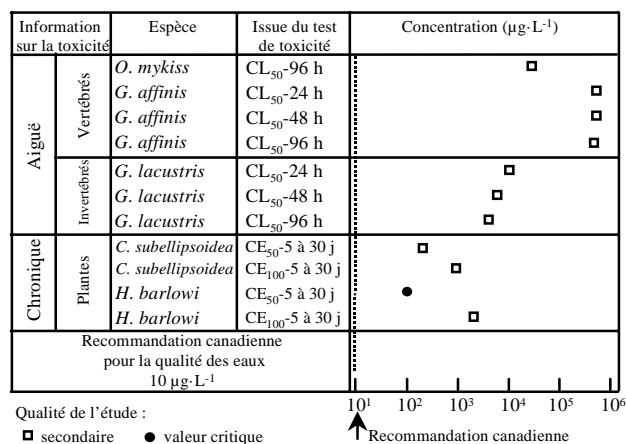 Information sur la toxicité
Espèce
Issue du test de toxicité
Concentration (µg·L⁻¹)
Aiguë
Vertébrés
O. mykiss CL₅₀-96 h
G. affinis CL₅₀-24 h
G. affinis CL₅₀-48 h
G. affinis CL₅₀-96 h
Invertébrés
G. lacustris CL₅₀-24 h
G. lacustris CL₅₀-48 h
G. lacustris CL₅₀-96 h
Chronique
Plantes
C. subellipsoidea CE₅₀-5 à 30 j
C. subellipsoidea CE₁₀₀-5 à 30 j
H. barlowi CE₅₀-5 à 30 j
H. barlowi CE₁₀₀-5 à 30 j
Recommandation canadienne
pour la qualité des eaux
10 µg·L⁻¹
10¹ 10² 10³ 10⁴ 10⁵ 10⁶
Qualité de l’étude :
secondaire valeur critique
Recommandation canadienne